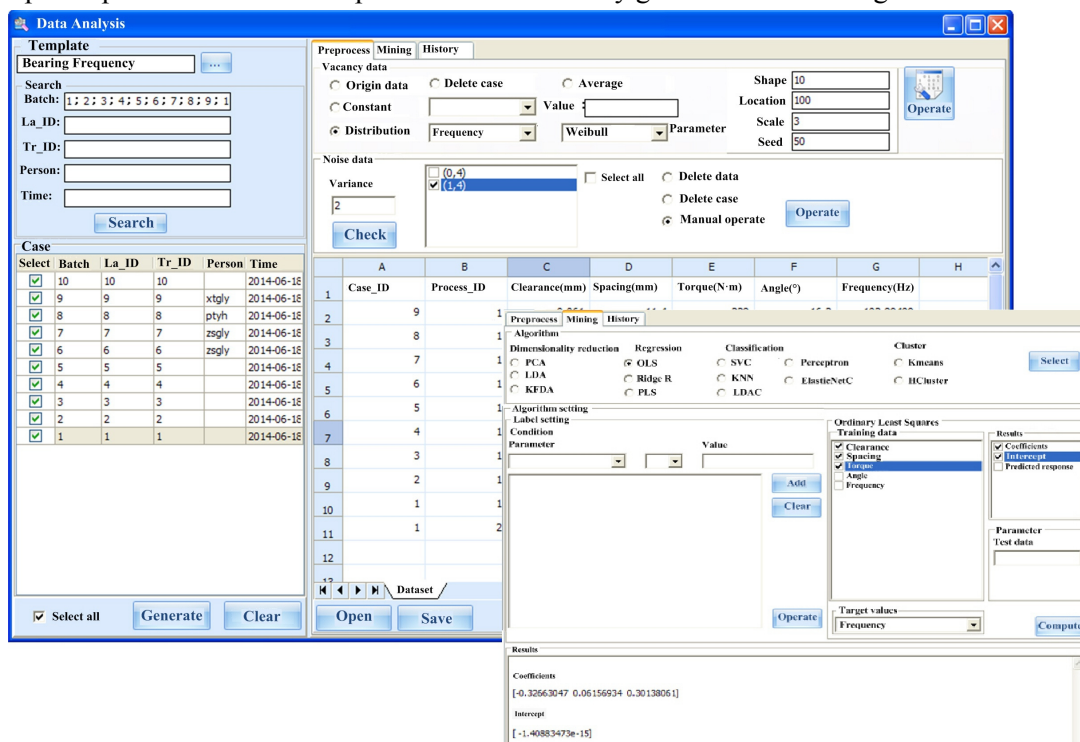 Data Analysis
Template
Bearing Frequency
...
Search
Batch: 1; 2; 3; 4; 5; 6; 7; 8; 9; 1
La_ID:
Tr_ID:
Person:
Time:
Search
Case
Select Batch La_ID Tr_ID Person Time
10 10 10 2014-06-18
9 9 9 xtgly 2014-06-18
8 8 8 ptyh 2014-06-18
7 7 7 zsgly 2014-06-18
6 6 6 zsgly 2014-06-18
5 5 5 2014-06-18
4 4 4 2014-06-18
3 3 3 2014-06-18
2 2 2 2014-06-18
1 1 1 2014-06-18
Select all Generate Clear
Preprocess Mining History
Vacancy data
Origin data Delete case Average
Constant Value :
Distribution Frequency Weibull Parameter
Shape 10
Location 100
Scale 3
Seed 50
Operate
Noise data
Variance
2
Check
(0,4)
(1,4)
Select all
Delete data
Delete case
Manual operate
Operate
A B C D E F G H
1 Case_ID Process_ID Clearance(mm) Spacing(mm) Torque(N·m) Angle(°) Frequency(Hz)
2 9 1
3 8 1
4 7 1
5 6 1
6 5 1
7 4 1
8 3 1
9 2 1
10 1 1
11 1 2
12
Dataset
Open Save
Preprocess Mining History
Algorithm
Dimensionality reduction Regression Classification Cluster
PCA OLS SVC Perceptron Kmeans
LDA Ridge R KNN ElasticNetC HCluster
KFDA PLS LDAC
Select
Algorithm setting
Label setting
Condition
Parameter Value
Add
Clear
Operate
Ordinary Least Squares
Training data
Clearance
Spacing
Torque
Angle
Frequency
Results
Coefficients
Intercept
Predicted response
Parameter
Test data
Target values
Frequency
Compute
Results
Coefficients
[-0.32663047 0.06156934 0.30138061]
Intercept
[ -1.40883473e-15]